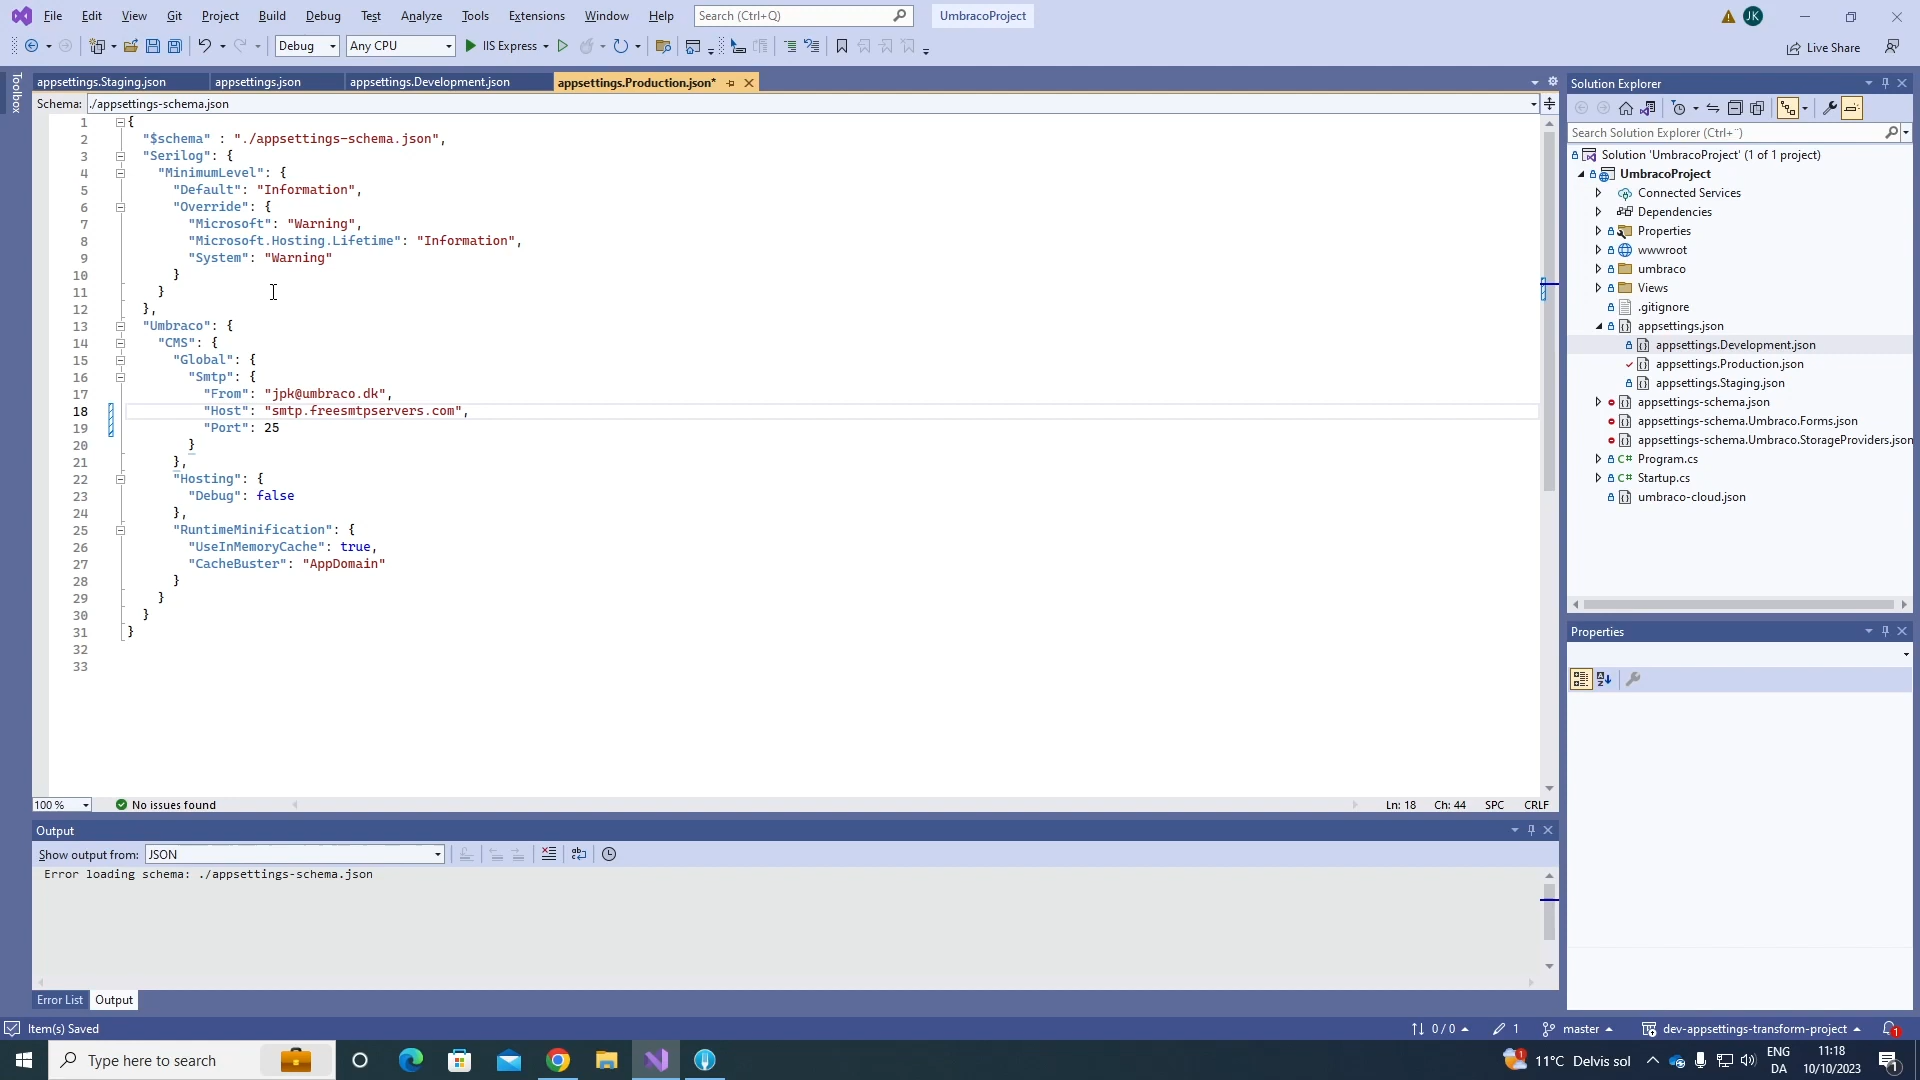 File Edit View Git Project Build Debug Test Analyze Tools Extensions Window Help Search (Ctrl+Q) UmbracoProject JK
Debug Any CPU IIS Express Live Share
Toolbox
appsettings.Staging.json appsettings.json appsettings.Development.json appsettings.Production.json*
Schema: ./appsettings-schema.json
1 {
2 "$schema" : "./appsettings-schema.json",
3 "Serilog": {
4 "MinimumLevel": {
5 "Default": "Information",
6 "Override": {
7 "Microsoft": "Warning",
8 "Microsoft.Hosting.Lifetime": "Information",
9 "System": "Warning"
10 }
11 }
12 },
13 "Umbraco": {
14 "CMS": {
15 "Global": {
16 "Smtp": {
17 "From": "jpk@umbraco.dk",
18 "Host": "smtp.freesmtpservers.com",
19 "Port": 25
20 }
21 },
22 "Hosting": {
23 "Debug": false
24 },
25 "RuntimeMinification": {
26 "UseInMemoryCache": true,
27 "CacheBuster": "AppDomain"
28 }
29 }
30 }
31 }
32
33
100 % No issues found Ln: 18 Ch: 44 SPC CRLF
Output
Show output from: JSON
Error loading schema: ./appsettings-schema.json
Error List Output
Solution Explorer
Search Solution Explorer (Ctrl+¨)
Solution 'UmbracoProject' (1 of 1 project)
UmbracoProject
Connected Services
Dependencies
Properties
wwwroot
umbraco
Views
.gitignore
appsettings.json
appsettings.Development.json
appsettings.Production.json
appsettings.Staging.json
appsettings-schema.json
appsettings-schema.Umbraco.Forms.json
appsettings-schema.Umbraco.StorageProviders.json
Program.cs
Startup.cs
umbraco-cloud.json
Properties
Item(s) Saved 0 / 0 1 master dev-appsettings-transform-project 1
Type here to search 1 11°C Delvis sol ENG DA 11:18 10/10/2023 1